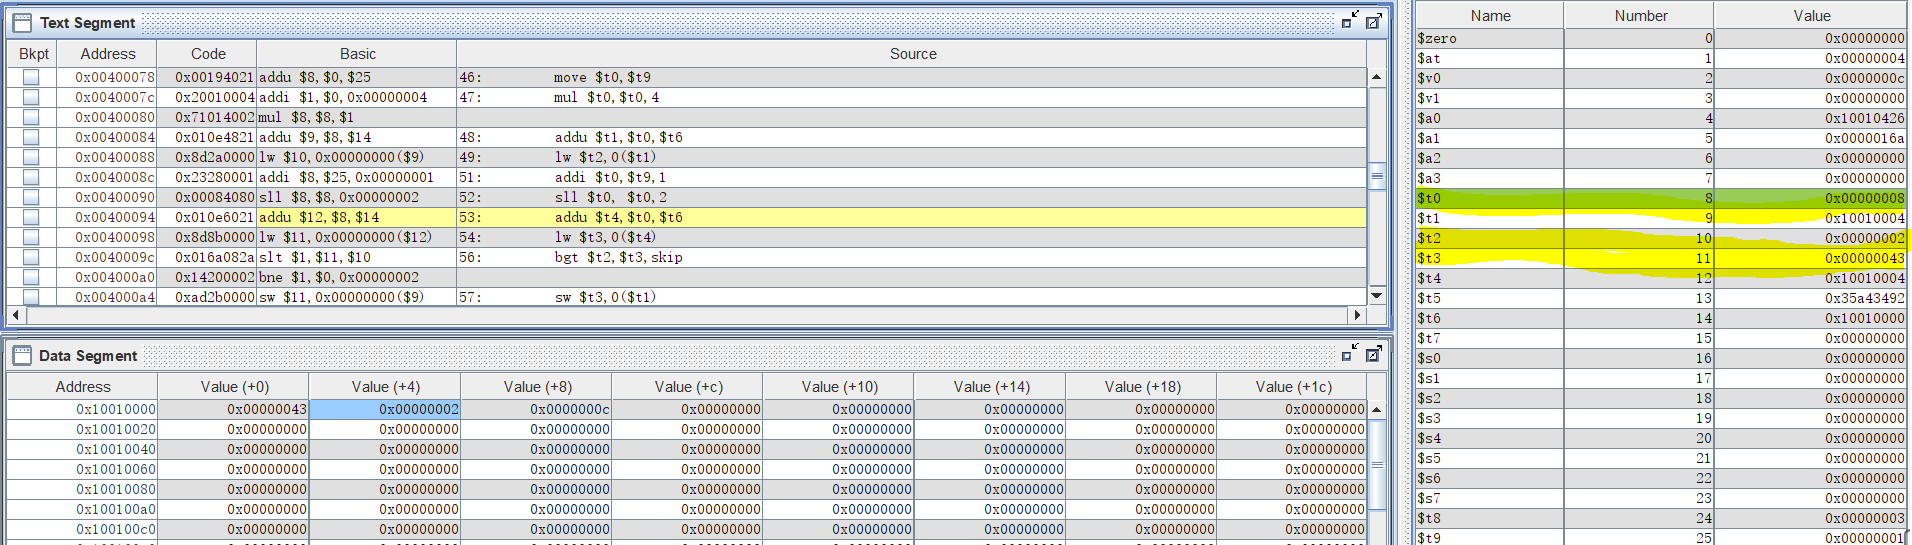 Text Segment
Bkpt Address Code Basic Source
0x00400078 0x00194021 addu $8,$0,$25 46: move $t0,$t9
0x0040007c 0x20010004 addi $1,$0,0x00000004 47: mul $t0,$t0,4
0x00400080 0x71014002 mul $8,$8,$1
0x00400084 0x010e4821 addu $9,$8,$14 48: addu $t1,$t0,$t6
0x00400088 0x8d2a0000 lw $10,0x00000000($9) 49: lw $t2,0($t1)
0x0040008c 0x23280001 addi $8,$25,0x00000001 51: addi $t0,$t9,1
0x00400090 0x00084080 sll $8,$8,0x00000002 52: sll $t0, $t0,2
0x00400094 0x010e6021 addu $12,$8,$14 53: addu $t4,$t0,$t6
0x00400098 0x8d8b0000 lw $11,0x00000000($12) 54: lw $t3,0($t4)
0x0040009c 0x016a082a slt $1,$11,$10 56: bgt $t2,$t3,skip
0x004000a0 0x14200002 bne $1,$0,0x00000002
0x004000a4 0xad2b0000 sw $11,0x00000000($9) 57: sw $t3,0($t1)
Data Segment
Address Value (+0) Value (+4) Value (+8) Value (+c) Value (+10) Value (+14) Value (+18) Value (+1c)
0x10010000 0x00000043 0x00000002 0x0000000c 0x00000000 0x00000000 0x00000000 0x00000000 0x00000000
0x10010020 0x00000000 0x00000000 0x00000000 0x00000000 0x00000000 0x00000000 0x00000000 0x00000000
0x10010040 0x00000000 0x00000000 0x00000000 0x00000000 0x00000000 0x00000000 0x00000000 0x00000000
0x10010060 0x00000000 0x00000000 0x00000000 0x00000000 0x00000000 0x00000000 0x00000000 0x00000000
0x10010080 0x00000000 0x00000000 0x00000000 0x00000000 0x00000000 0x00000000 0x00000000 0x00000000
0x100100a0 0x00000000 0x00000000 0x00000000 0x00000000 0x00000000 0x00000000 0x00000000 0x00000000
0x100100c0 0x00000000 0x00000000 0x00000000 0x00000000 0x00000000 0x00000000 0x00000000 0x00000000
Name Number Value
$zero 0 0x00000000
$at 1 0x00000004
$v0 2 0x0000000c
$v1 3 0x00000000
$a0 4 0x10010426
$a1 5 0x0000016a
$a2 6 0x00000000
$a3 7 0x00000000
$t0 8 0x00000008
$t1 9 0x10010004
$t2 10 0x00000002
$t3 11 0x00000043
$t4 12 0x10010004
$t5 13 0x35a43492
$t6 14 0x10010000
$t7 15 0x00000000
$s0 16 0x00000000
$s1 17 0x00000000
$s2 18 0x00000000
$s3 19 0x00000000
$s4 20 0x00000000
$s5 21 0x00000000
$s6 22 0x00000000
$s7 23 0x00000000
$t8 24 0x00000003
$t9 25 0x00000001